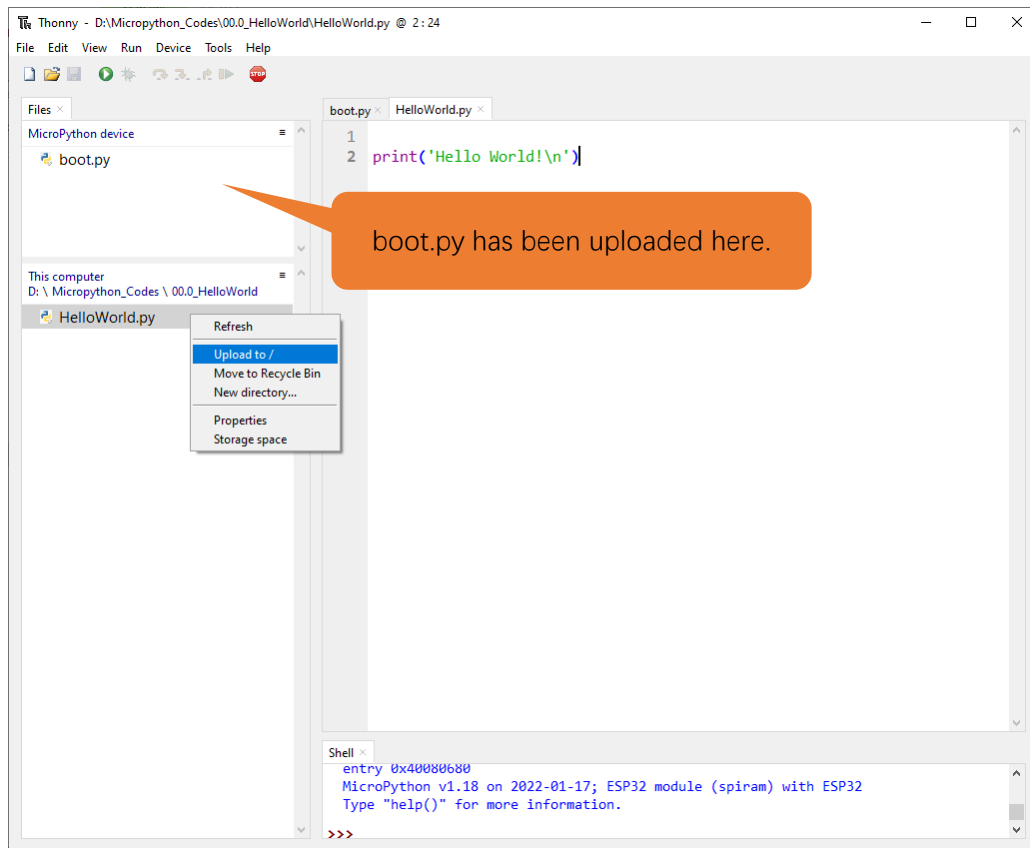 Thonny - D:\Micropython_Codes\00.0_HelloWorld\HelloWorld.py @ 2:24
File Edit View Run Device Tools Help
STOP
Files
boot.py HelloWorld.py
MicroPython device
boot.py
1
2 print('Hello World!\n')
boot.py has been uploaded here.
This computer
D: \ Micropython_Codes \ 00.0_HelloWorld
HelloWorld.py
Refresh
Upload to /
Move to Recycle Bin
New directory...
Properties
Storage space
Shell
entry 0x40080680
MicroPython v1.18 on 2022-01-17; ESP32 module (spiram) with ESP32
Type "help()" for more information.
>>>